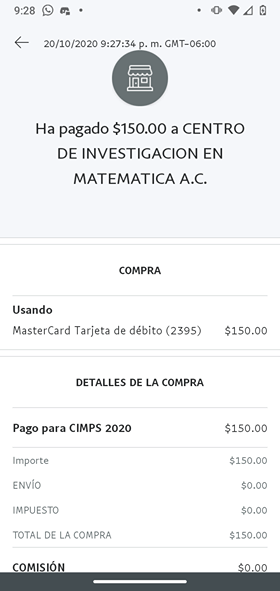 9:28
20/10/2020 9:27:34 p. m. GMT-06:00
Ha pagado $150.00 a CENTRO
DE INVESTIGACION EN
MATEMATICA A.C.
COMPRA
Usando
MasterCard Tarjeta de débito (2395) $150.00
DETALLES DE LA COMPRA
Pago para CIMPS 2020 $150.00
Importe $150.00
ENVÍO $0.00
IMPUESTO $0.00
TOTAL DE LA COMPRA $150.00
COMISIÓN $0.00